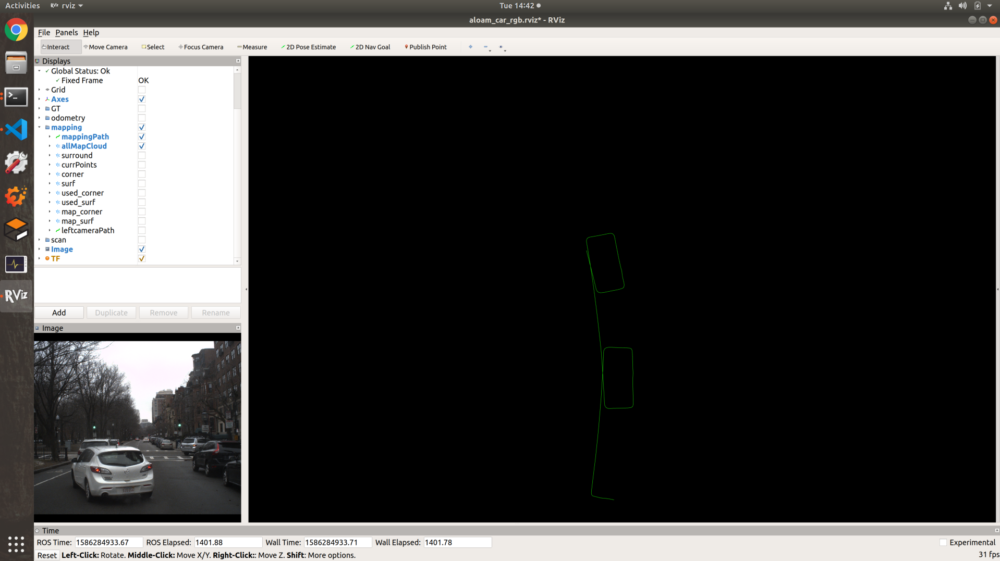 Activities RViz rviz Tue 14:42
aloam_car_rgb.rviz* - RViz
File Panels Help
Interact Move Camera Select Focus Camera Measure 2D Pose Estimate 2D Nav Goal Publish Point
Displays
Global Status: Ok
Fixed Frame OK
Grid
Axes
GT
odometry
mapping
mappingPath
allMapCloud
surround
currPoints
corner
surf
used_corner
used_surf
map_corner
map_surf
leftcameraPath
scan
Image
TF
RViz
Add Duplicate Remove Rename
Image
Time
ROS Time: 1586284933.67 ROS Elapsed: 1401.88 Wall Time: 1586284933.71 Wall Elapsed: 1401.78 Experimental
Reset Left-Click: Rotate. Middle-Click: Move X/Y. Right-Click:: Move Z. Shift: More options. 31 fps